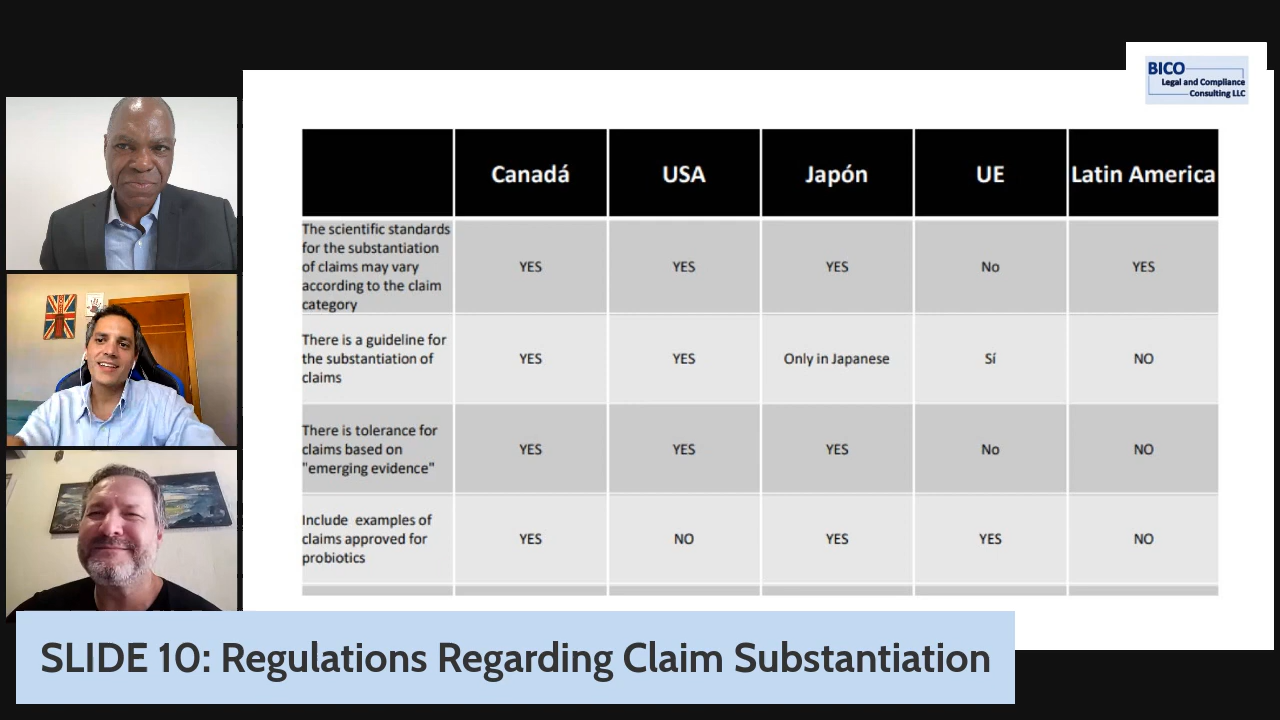 BICO
Legal and Compliance
Consulting LLC
Canadá USA Japón UE Latin America
The scientific standards
for the substantiation
of claims may vary
according to the claim
category
YES YES YES No YES
There is a guideline for
the substantiation of
claims
YES YES Only in Japanese Sí NO
There is tolerance for
claims based on
"emerging evidence"
YES YES YES No NO
Include examples of
claims approved for
probiotics
YES NO YES YES NO
SLIDE 10: Regulations Regarding Claim Substantiation